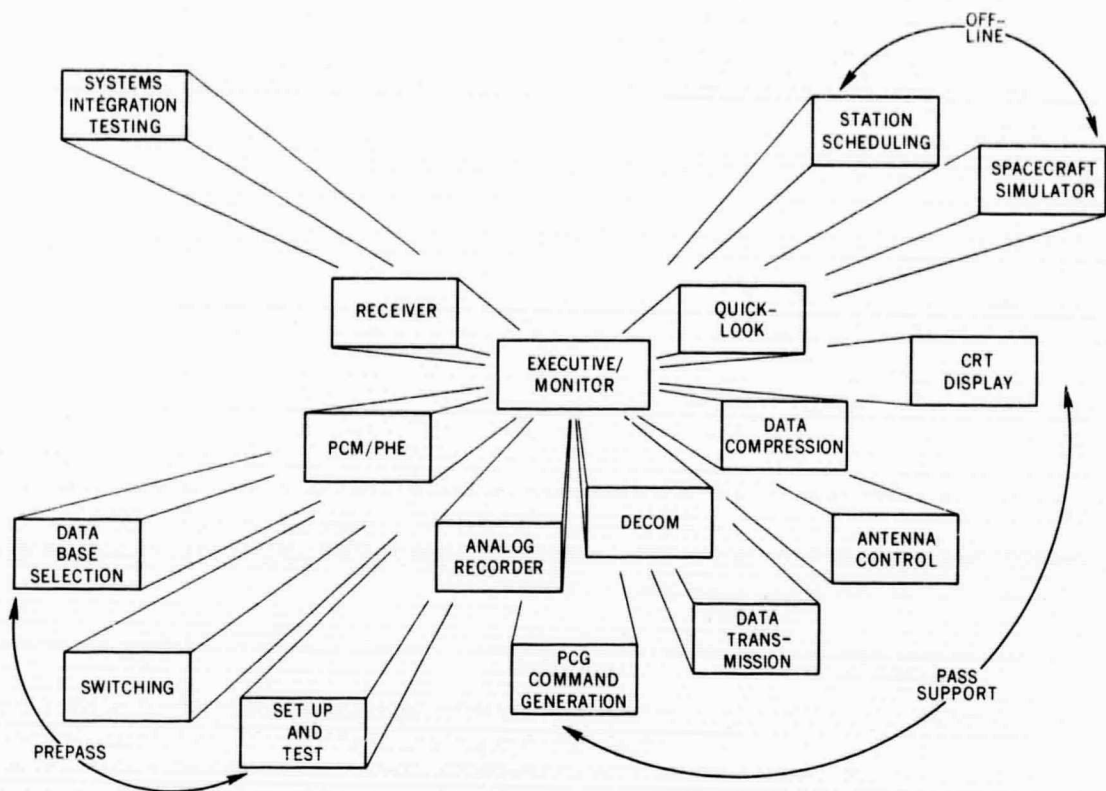 OFF-
LINE
SYSTEMS
INTEGRATION
TESTING
STATION
SCHEDULING
SPACECRAFT
SIMULATOR
RECEIVER
QUICK-
LOOK
EXECUTIVE/
MONITOR
CRT
DISPLAY
PCM/PHE
DATA
COMPRESSION
DATA
BASE
SELECTION
ANALOG
RECORDER
DECOM
ANTENNA
CONTROL
DATA
TRANS-
MISSION
SWITCHING
PCG
COMMAND
GENERATION
PASS
SUPPORT
SET UP
AND
TEST
PREPASS